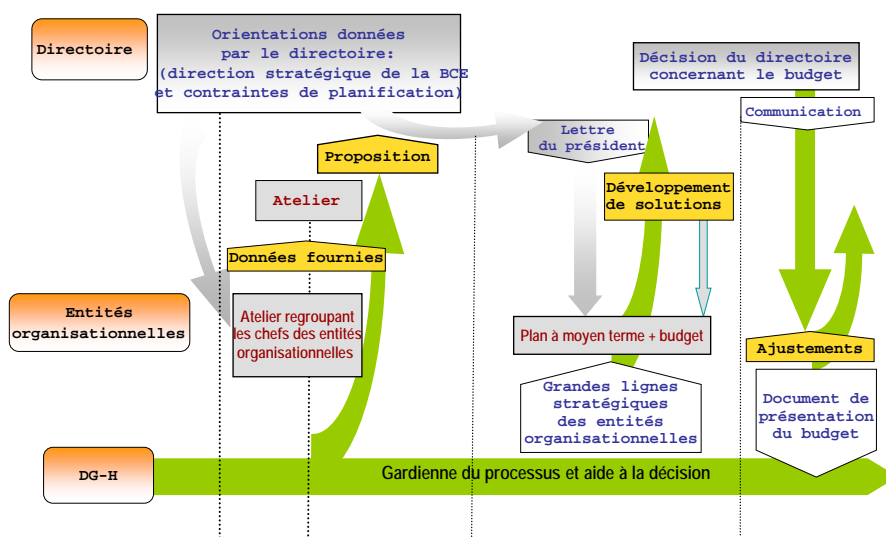 Directoire
Orientations données
par le directoire:
(direction stratégique de la BCE
et contraintes de planification)
Décision du directoire
concernant le budget
Communication
Lettre
du président
Proposition
Développement
de solutions
Atelier
Données fournies
Entités
organisationnelles
Atelier regroupant
les chefs des entités
organisationnelles
Plan à moyen terme + budget
Ajustements
Grandes lignes
stratégiques
des entités
organisationnelles
Document de
présentation
du budget
DG-H
Gardienne du processus et aide à la décision